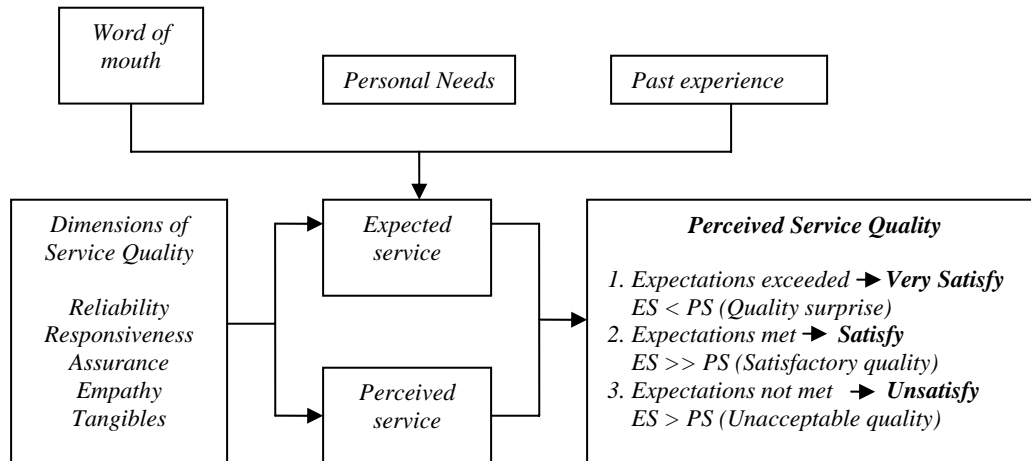 Word of
mouth
Personal Needs
Past experience
Dimensions of
Service Quality
Reliability
Responsiveness
Assurance
Empathy
Tangibles
Expected
service
Perceived
service
Perceived Service Quality
1. Expectations exceeded → Very Satisfy
ES < PS (Quality surprise)
2. Expectations met → Satisfy
ES >> PS (Satisfactory quality)
3. Expectations not met → Unsatisfy
ES > PS (Unacceptable quality)